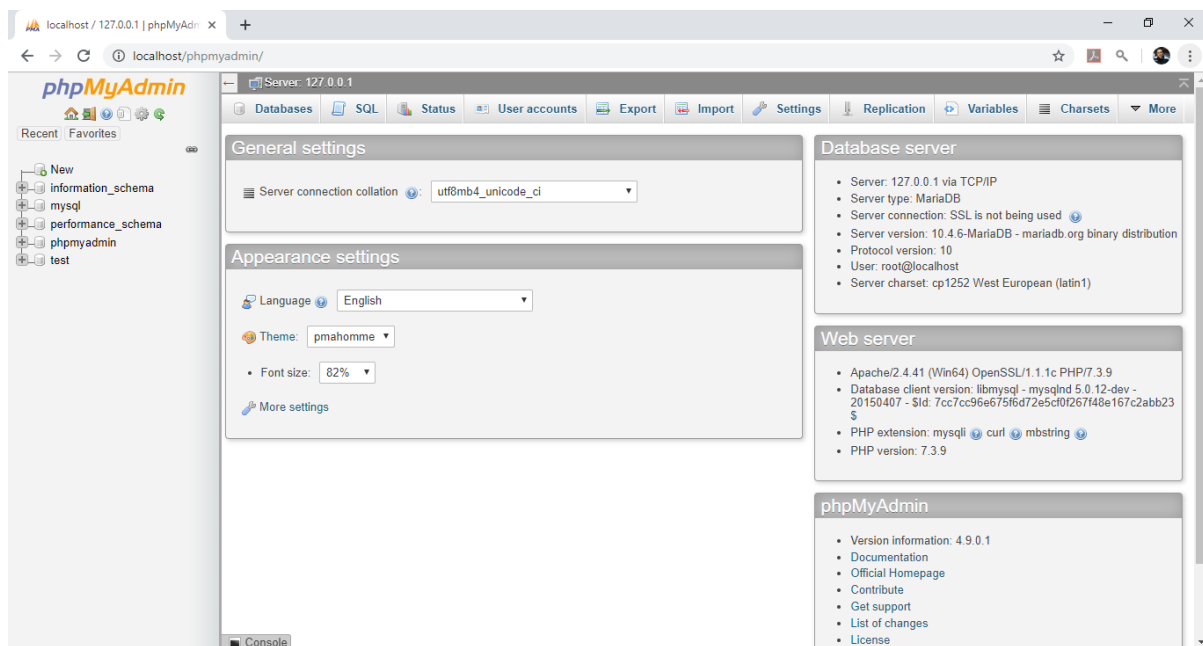 localhost / 127.0.0.1 | phpMyAdn
localhost/phpmyadmin/
phpMyAdmin
Recent Favorites
New
information_schema
mysql
performance_schema
phpmyadmin
test
Server: 127.0.0.1
Databases SQL Status User accounts Export Import Settings Replication Variables Charsets More
General settings
Server connection collation : utf8mb4_unicode_ci
Appearance settings
Language English
Theme: pmahomme
• Font size: 82%
More settings
Database server
• Server: 127.0.0.1 via TCP/IP
• Server type: MariaDB
• Server connection: SSL is not being used
• Server version: 10.4.6-MariaDB - mariadb.org binary distribution
• Protocol version: 10
• User: root@localhost
• Server charset: cp1252 West European (latin1)
Web server
• Apache/2.4.41 (Win64) OpenSSL/1.1.1c PHP/7.3.9
• Database client version: libmysql - mysqlnd 5.0.12-dev -
20150407 - $Id: 7cc7cc96e675f6d72e5cf0f267f48e167c2abb23
$
• PHP extension: mysqli curl mbstring
• PHP version: 7.3.9
phpMyAdmin
• Version information: 4.9.0.1
• Documentation
• Official Homepage
• Contribute
• Get support
• List of changes
• License
Console